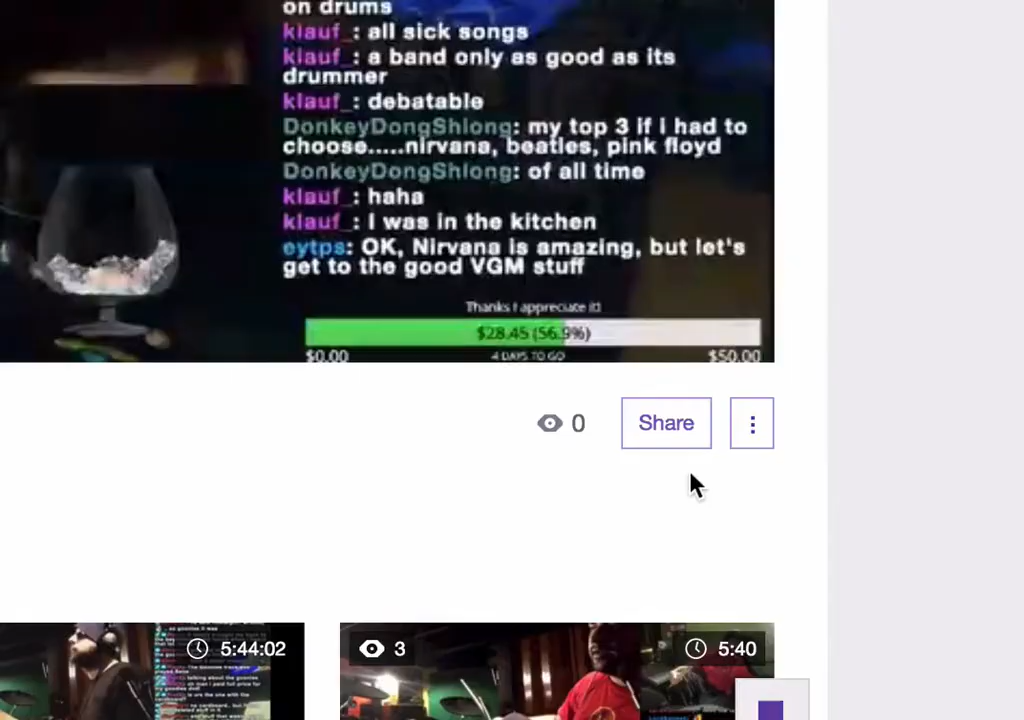 on drums
klauf_: all sick songs
klauf_: a band only as good as its
drummer
klauf_: debatable
DonkeyDongShlong: my top 3 if i had to
choose.....nirvana, beatles, pink floyd
DonkeyDongShlong: of all time
klauf_: haha
klauf_: I was in the kitchen
eytps: OK, Nirvana is amazing, but let's
get to the good VGM stuff
Thanks I appreciate it!
$28.45 (56.9%)
$0.00 4 DAYS TO GO $50.00
0 Share
5:44:02 3 5:40